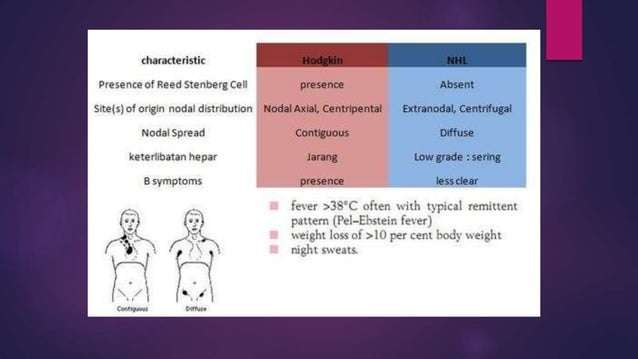 characteristic Hodgkin NHL
Presence of Reed Stenberg Cell presence Absent
Site(s) of origin nodal distribution Nodal Axial, Centripental Extranodal, Centrifugal
Nodal Spread Contiguous Diffuse
keterlibatan hepar Jarang Low grade : sering
B symptoms presence less clear
fever >38°C often with typical remittent
pattern (Pel–Ebstein fever)
weight loss of >10 per cent body weight
night sweats.
Contiguous Diffuse